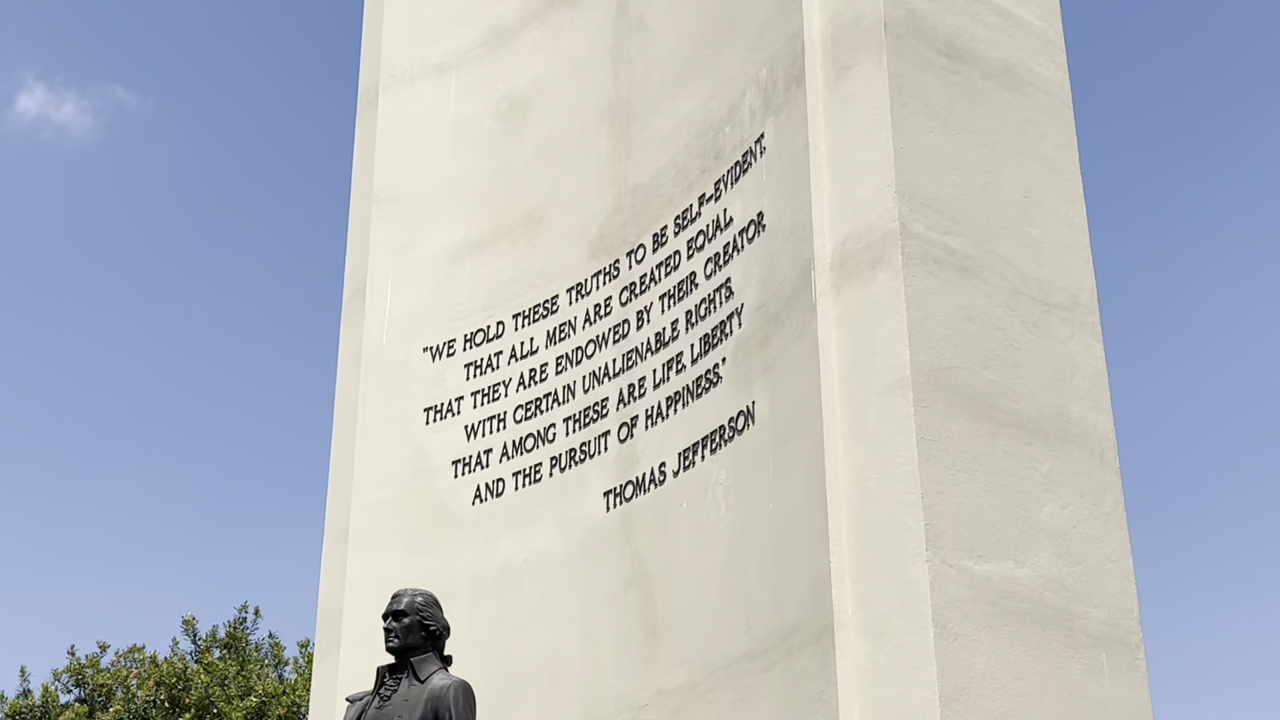 "WE HOLD THESE TRUTHS TO BE SELF-EVIDENT,
THAT ALL MEN ARE CREATED EQUAL,
THAT THEY ARE ENDOWED BY THEIR CREATOR
WITH CERTAIN UNALIENABLE RIGHTS,
THAT AMONG THESE ARE LIFE, LIBERTY
AND THE PURSUIT OF HAPPINESS."
THOMAS JEFFERSON